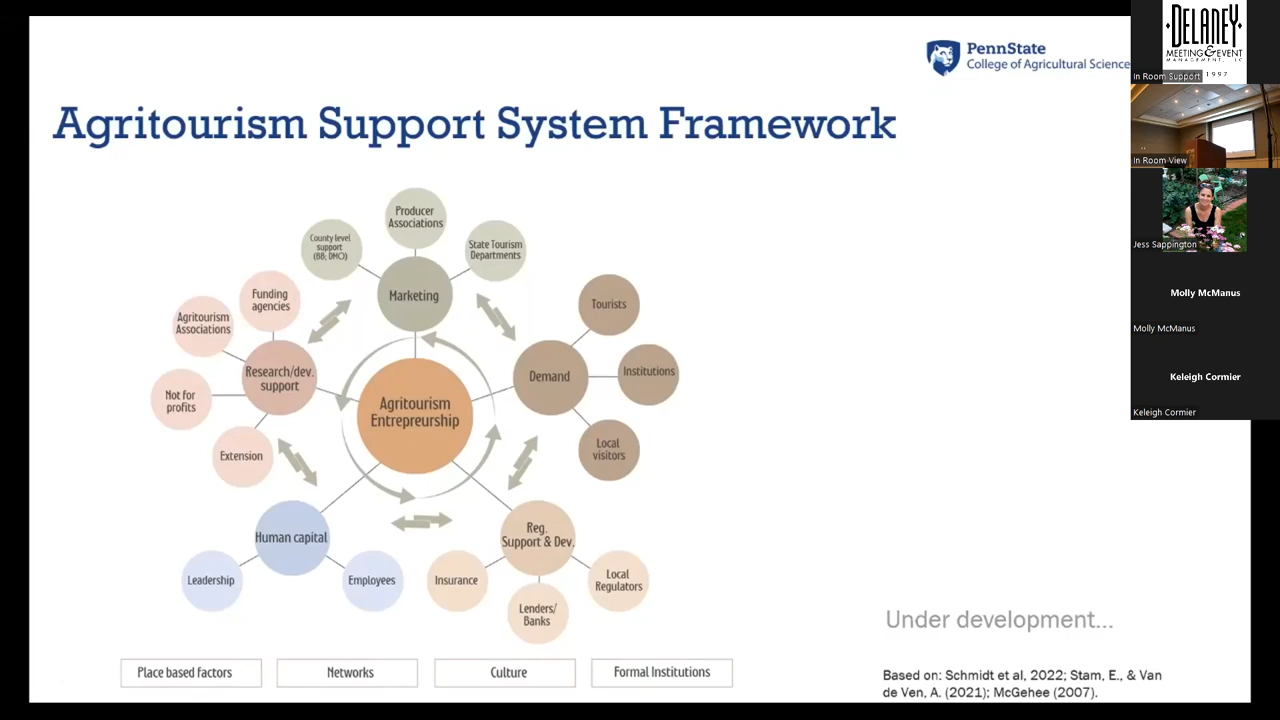 PennState
College of Agricultural Science
Agritourism Support System Framework
Producer
Associations
County level
support
(BB; DMO)
State Tourism
Departments
Marketing
Funding
agencies
Agritourism
Associations
Research/dev.
support
Not for
profits
Extension
Tourists
Demand
Institutions
Local
visitors
Agritourism
Entrepreurship
Human capital
Leadership
Employees
Reg.
Support & Dev.
Insurance
Lenders/
Banks
Local
Regulators
Place based factors
Networks
Culture
Formal Institutions
Under development...
Based on: Schmidt et al, 2022; Stam, E., & Van
de Ven, A. (2021); McGehee (2007).
DELANEY
MEETING & EVENT
MANAGEMENT, LLC
1997
In Room Support
In Room View
Jess Sappington
Molly McManus
Molly McManus
Keleigh Cormier
Keleigh Cormier